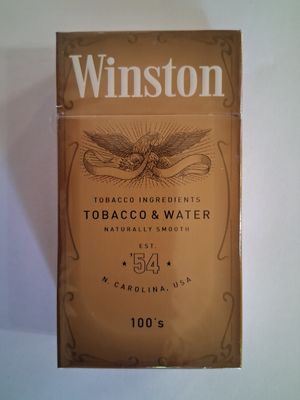 Winston
TOBACCO INGREDIENTS
TOBACCO & WATER
NATURALLY SMOOTH
EST.
'54
N. CAROLINA, USA
100's